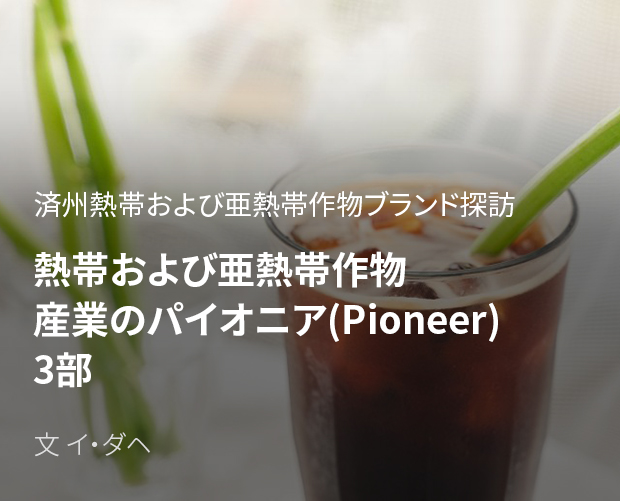 済州熱帯および亜熱帯作物ブランド探訪
熱帯および亜熱帯作物
産業のパイオニア(Pioneer)
3部
文 イ・ダヘ